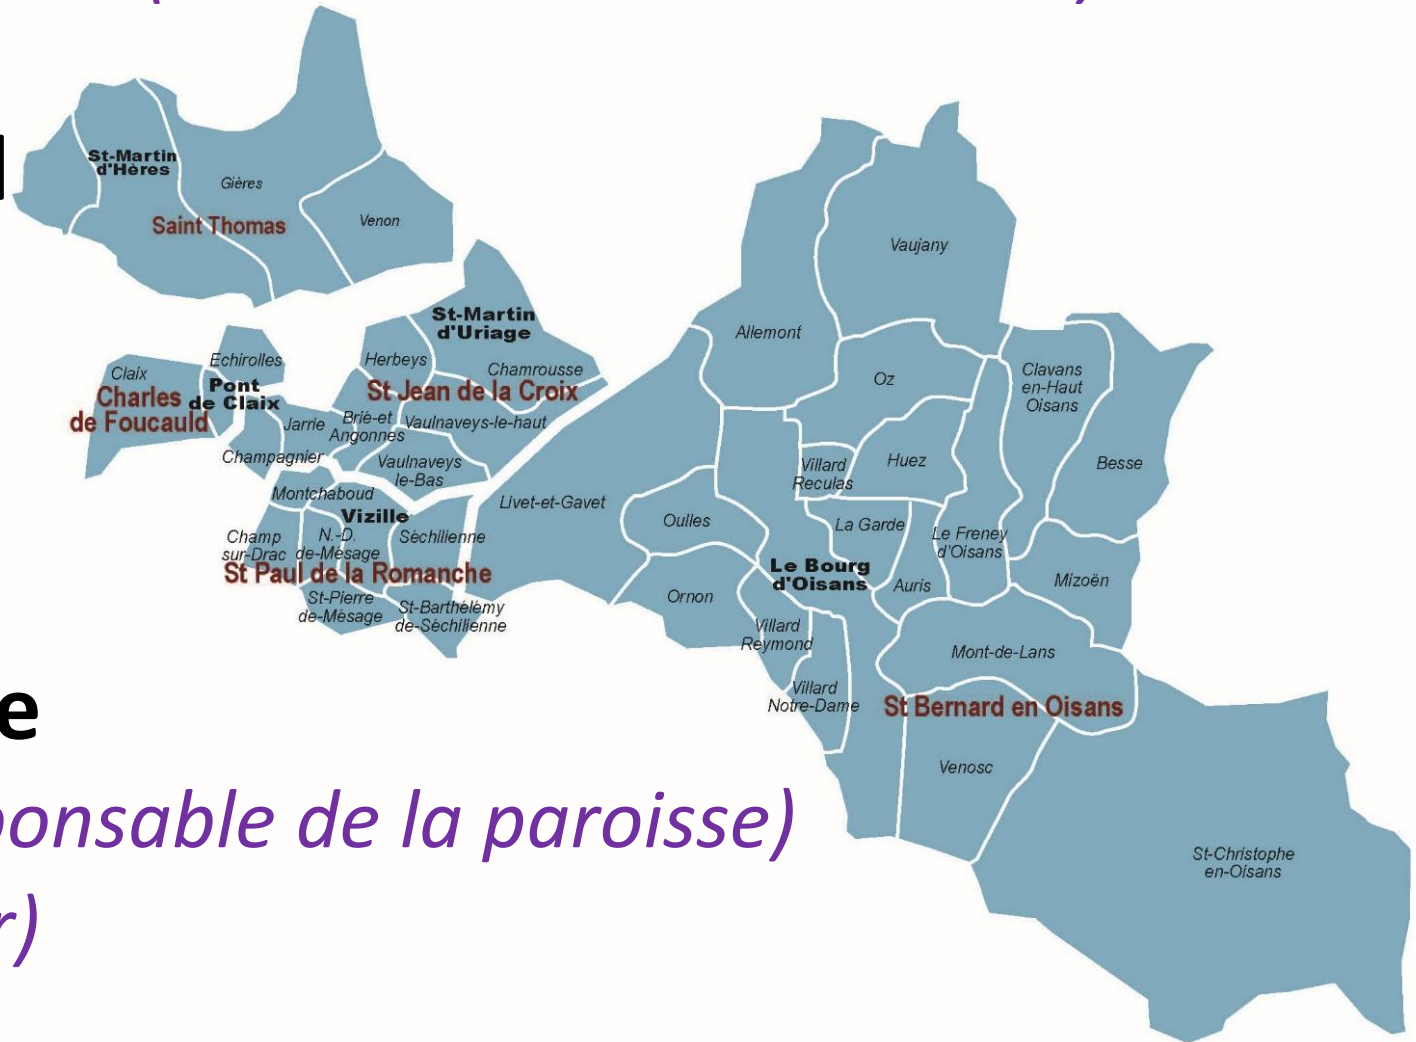 St-Martin
d'Hères
Gières
Saint Thomas
Venon
St-Martin
d'Uriage
Herbeys
Chamrousse
St Jean de la Croix
Echirolles
Claix
Pont
de Claix
Charles
de Foucauld
Jarrie
Brié-et
Angonnes
Vaulnaveys-le-haut
Champagnier
Vaulnaveys
le-Bas
Montchaboud
Vizille
Champ
sur-Drac
N.-D.
de-Mésage
Séchilienne
St Paul de la Romanche
St-Pierre
de-Mésage
St-Barthélémy
de-Séchilienne
Livet-et-Gavet
Vaujany
Allemont
Oz
Clavans
en-Haut
Oisans
Villard
Reculas
Huez
Besse
Oulles
La Garde
Le Freney
d'Oisans
Le Bourg
d'Oisans
Auris
Mizoën
Ornon
Villard
Reymond
Mont-de-Lans
Villard
Notre-Dame
St Bernard en Oisans
Venosc
St-Christophe
en-Oisans
e
ponsable de la paroisse)
r)